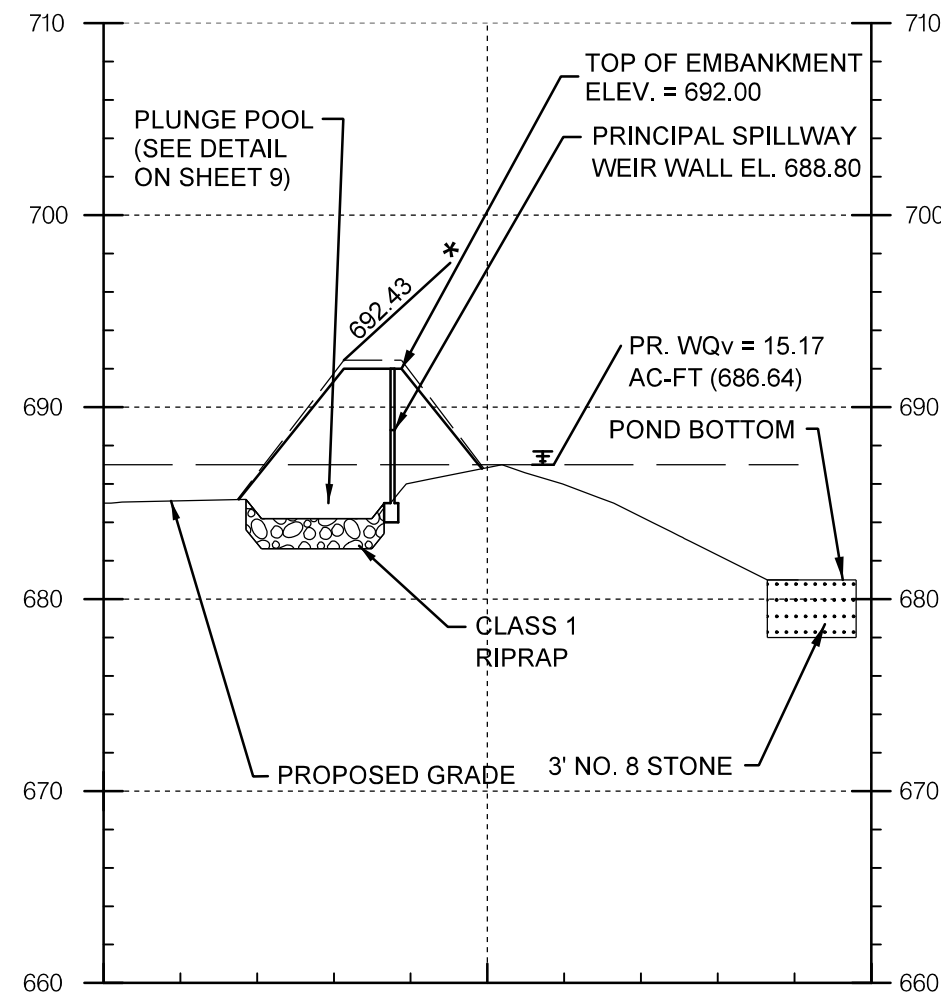 710
710
TOP OF EMBANKMENT
ELEV. = 692.00
PLUNGE POOL
(SEE DETAIL
ON SHEET 9)
PRINCIPAL SPILLWAY
WEIR WALL EL. 688.80
700
700
*
692.43
PR. WQv = 15.17
AC-FT (686.64)
690
690
POND BOTTOM
680
680
CLASS 1
RIPRAP
PROPOSED GRADE
3' NO. 8 STONE
670
670
660
660